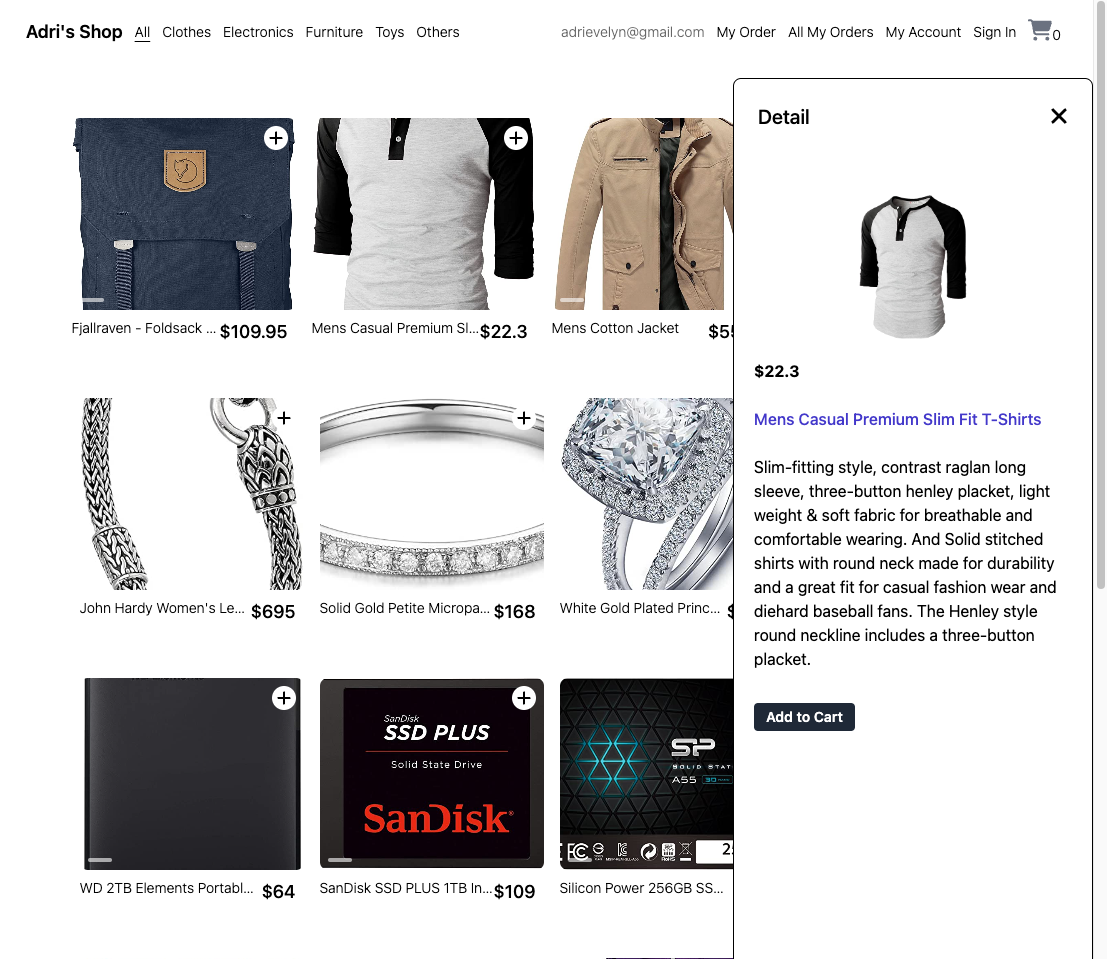 Adri's Shop All Clothes Electronics Furniture Toys Others adrievelyn@gmail.com My Order All My Orders My Account Sign In 0
Detail
Fjallraven - Foldsack ... $109.95
Mens Casual Premium Sl... $22.3
Mens Cotton Jacket
$22.3
Mens Casual Premium Slim Fit T-Shirts
Slim-fitting style, contrast raglan long
sleeve, three-button henley placket, light
weight & soft fabric for breathable and
comfortable wearing. And Solid stitched
shirts with round neck made for durability
and a great fit for casual fashion wear and
diehard baseball fans. The Henley style
round neckline includes a three-button
placket.
Add to Cart
John Hardy Women's Le... $695
Solid Gold Petite Micropa... $168
White Gold Plated Princ...
SanDisk
SSD PLUS
Solid State Drive
SanDisk
SP
SOLID STAT
A55
WD 2TB Elements Portabl... $64
SanDisk SSD PLUS 1TB In... $109
Silicon Power 256GB SS...